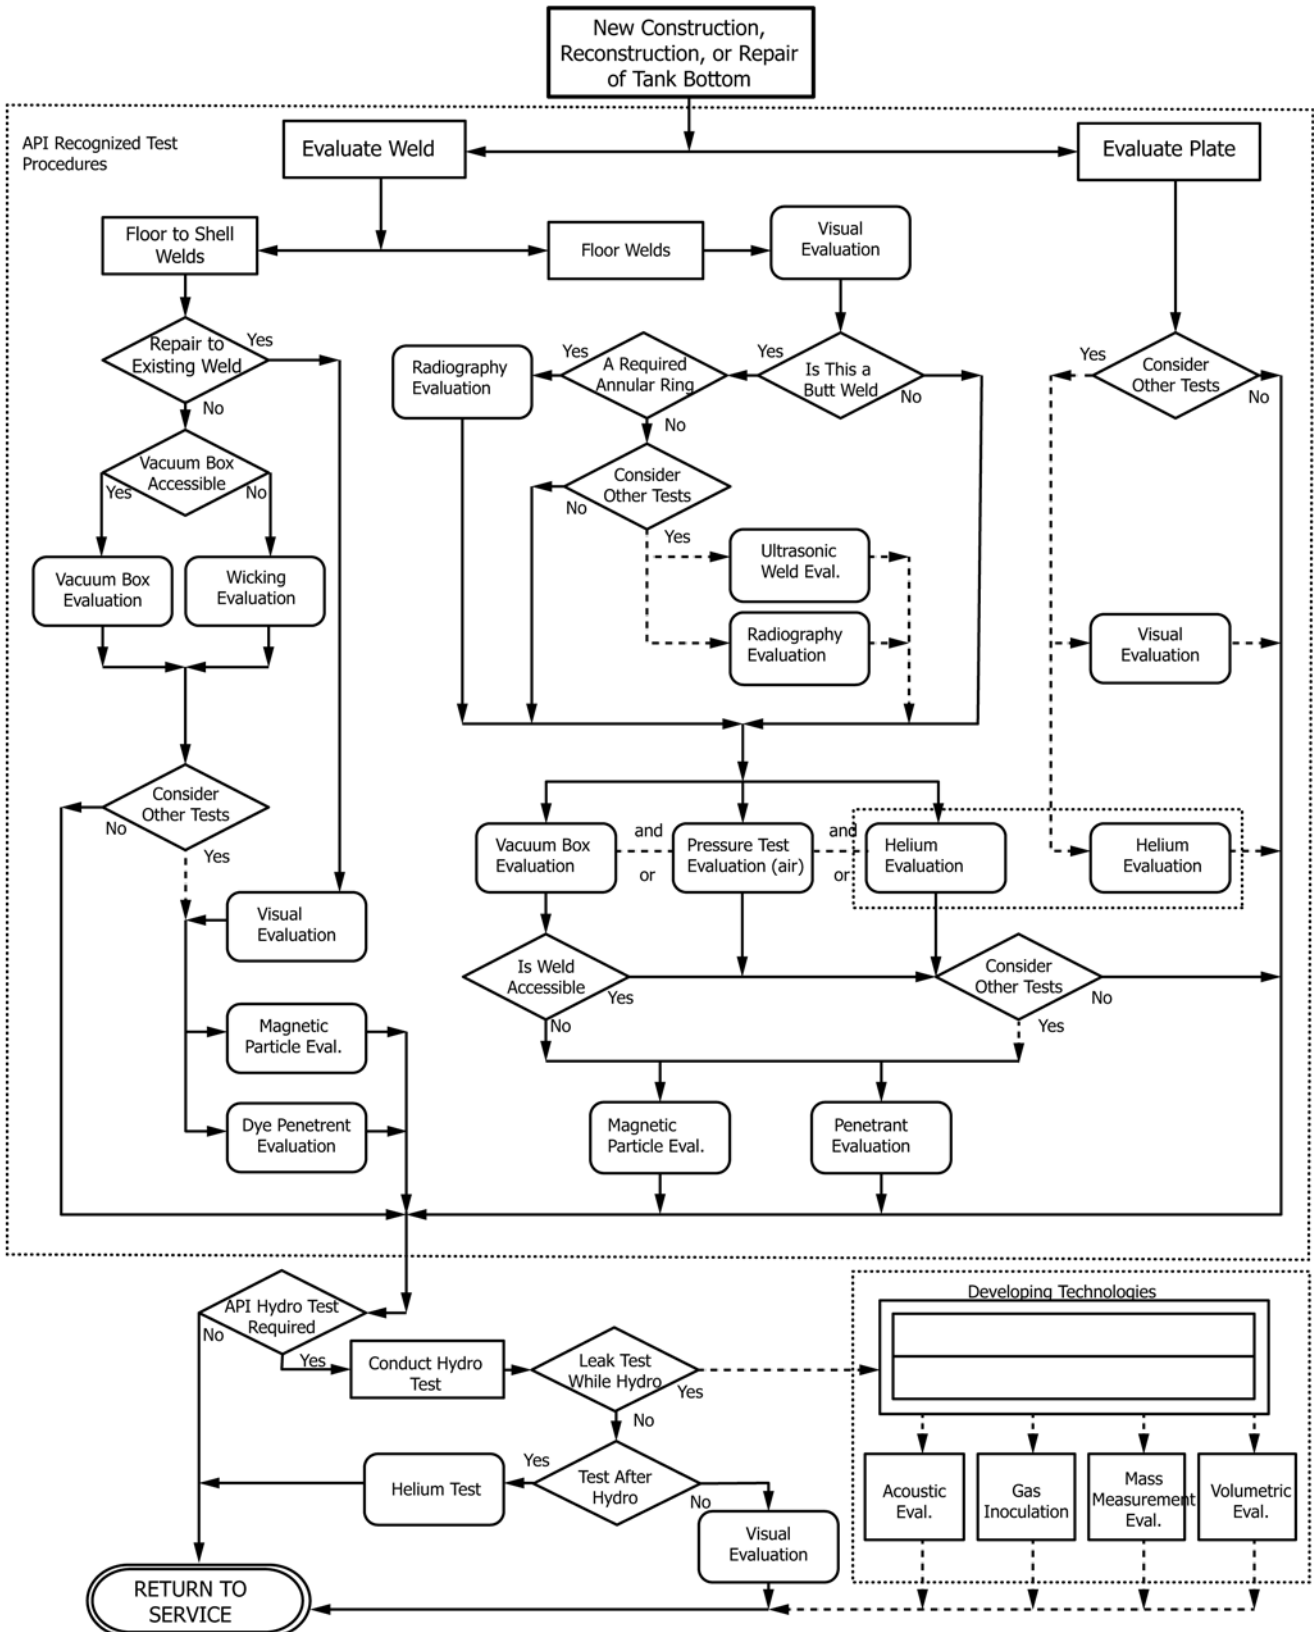 New Construction,
Reconstruction, or Repair
of Tank Bottom
API Recognized Test
Procedures
Evaluate Weld
Evaluate Plate
Floor to Shell
Welds
Floor Welds
Visual
Evaluation
Repair to
Existing Weld
Yes
No
Radiography
Evaluation
Yes
A Required
Annular Ring
No
Yes
Is This a
Butt Weld
No
Yes
Consider
Other Tests
No
Vacuum Box
Accessible
Yes
No
Consider
Other Tests
No
Yes
Vacuum Box
Evaluation
Wicking
Evaluation
Ultrasonic
Weld Eval.
Radiography
Evaluation
Visual
Evaluation
Consider
Other Tests
No
Yes
Vacuum Box
Evaluation
and
or
Pressure Test
Evaluation (air)
and
or
Helium
Evaluation
Helium
Evaluation
Visual
Evaluation
Is Weld
Accessible
Yes
No
Consider
Other Tests
No
Yes
Magnetic
Particle Eval.
Dye Penetrent
Evaluation
Magnetic
Particle Eval.
Penetrant
Evaluation
API Hydro Test
Required
No
Yes
Conduct Hydro
Test
Leak Test
While Hydro
Yes
No
Developing Technologies
Helium Test
Yes
Test After
Hydro
No
Visual
Evaluation
Acoustic
Eval.
Gas
Inoculation
Mass
Measurement
Eval.
Volumetric
Eval.
RETURN TO
SERVICE